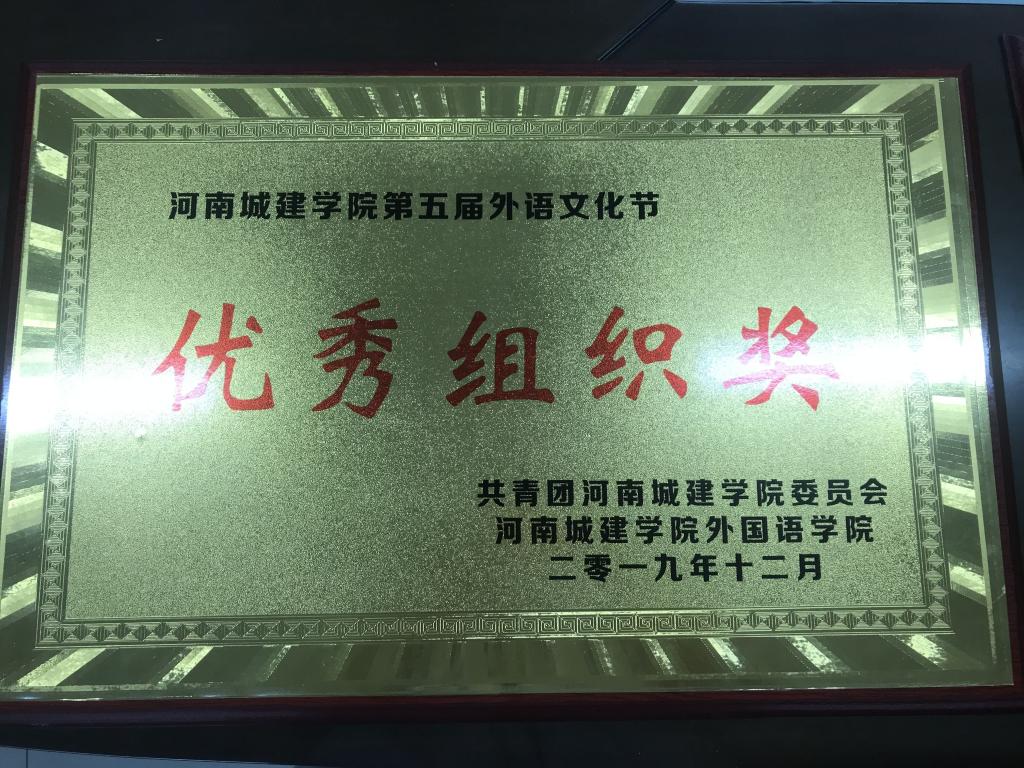 河南城建学院第五届外语文化节
优秀组织奖
共青团河南城建学院委员会
河南城建学院外国语学院
二零一九年十二月